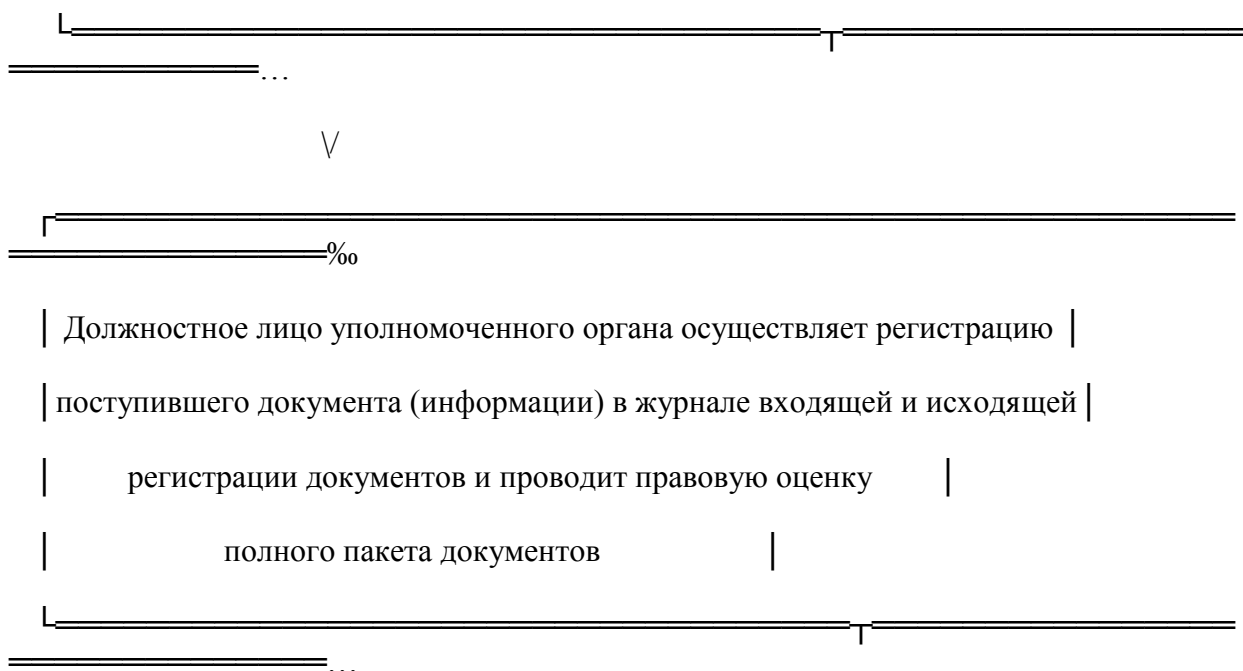 └═════════════════════════════════┬══════════════════
═══════════…
\/
┌════════════════════════════════════════════════════
══════════════‰
│ Должностное лицо уполномоченного органа осуществляет регистрацию │
│поступившего документа (информации) в журнале входящей и исходящей│
│ регистрации документов и проводит правовую оценку │
│ полного пакета документов │
└═══════════════════════════════════┬════════════════
══════════════…